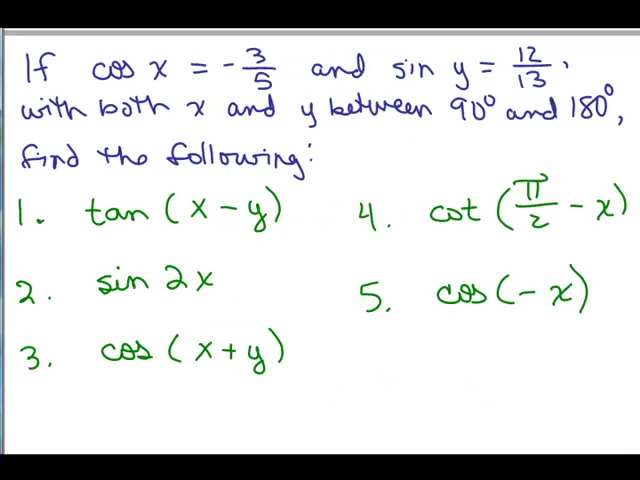 If cos x = -3/5 and sin y = 12/13,
with both x and y between 90° and 180°,
find the following:
1. tan (x - y)
2. sin 2x
3. cos (x + y)
4. cot (π/2 - x)
5. cos (- x)